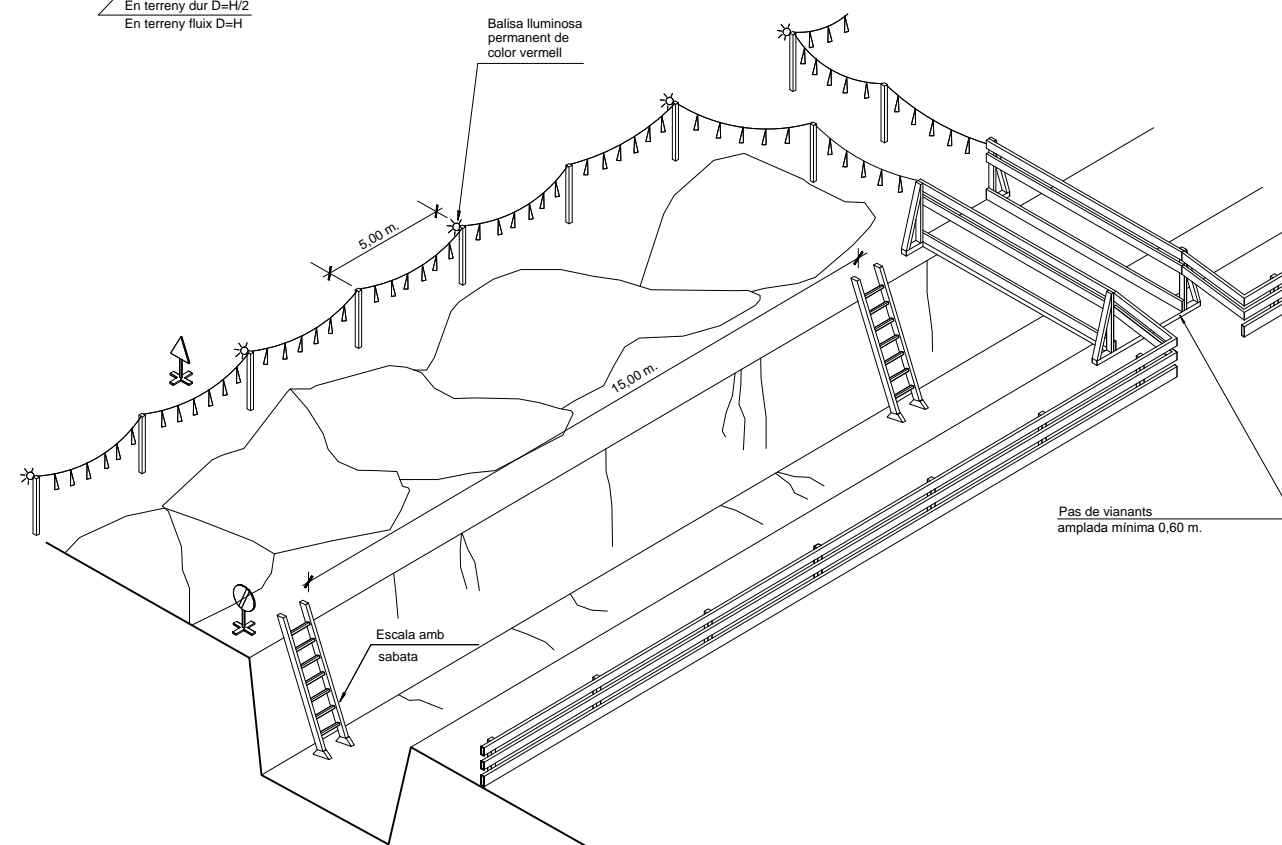 En terreny dur D=H/2
En terreny fluix D=H
Balisa lluminosa
permanent de
color vermell
5,00 m.
15,00 m.
Pas de vianants
amplada mínima 0,60 m.
Escala amb
sabata